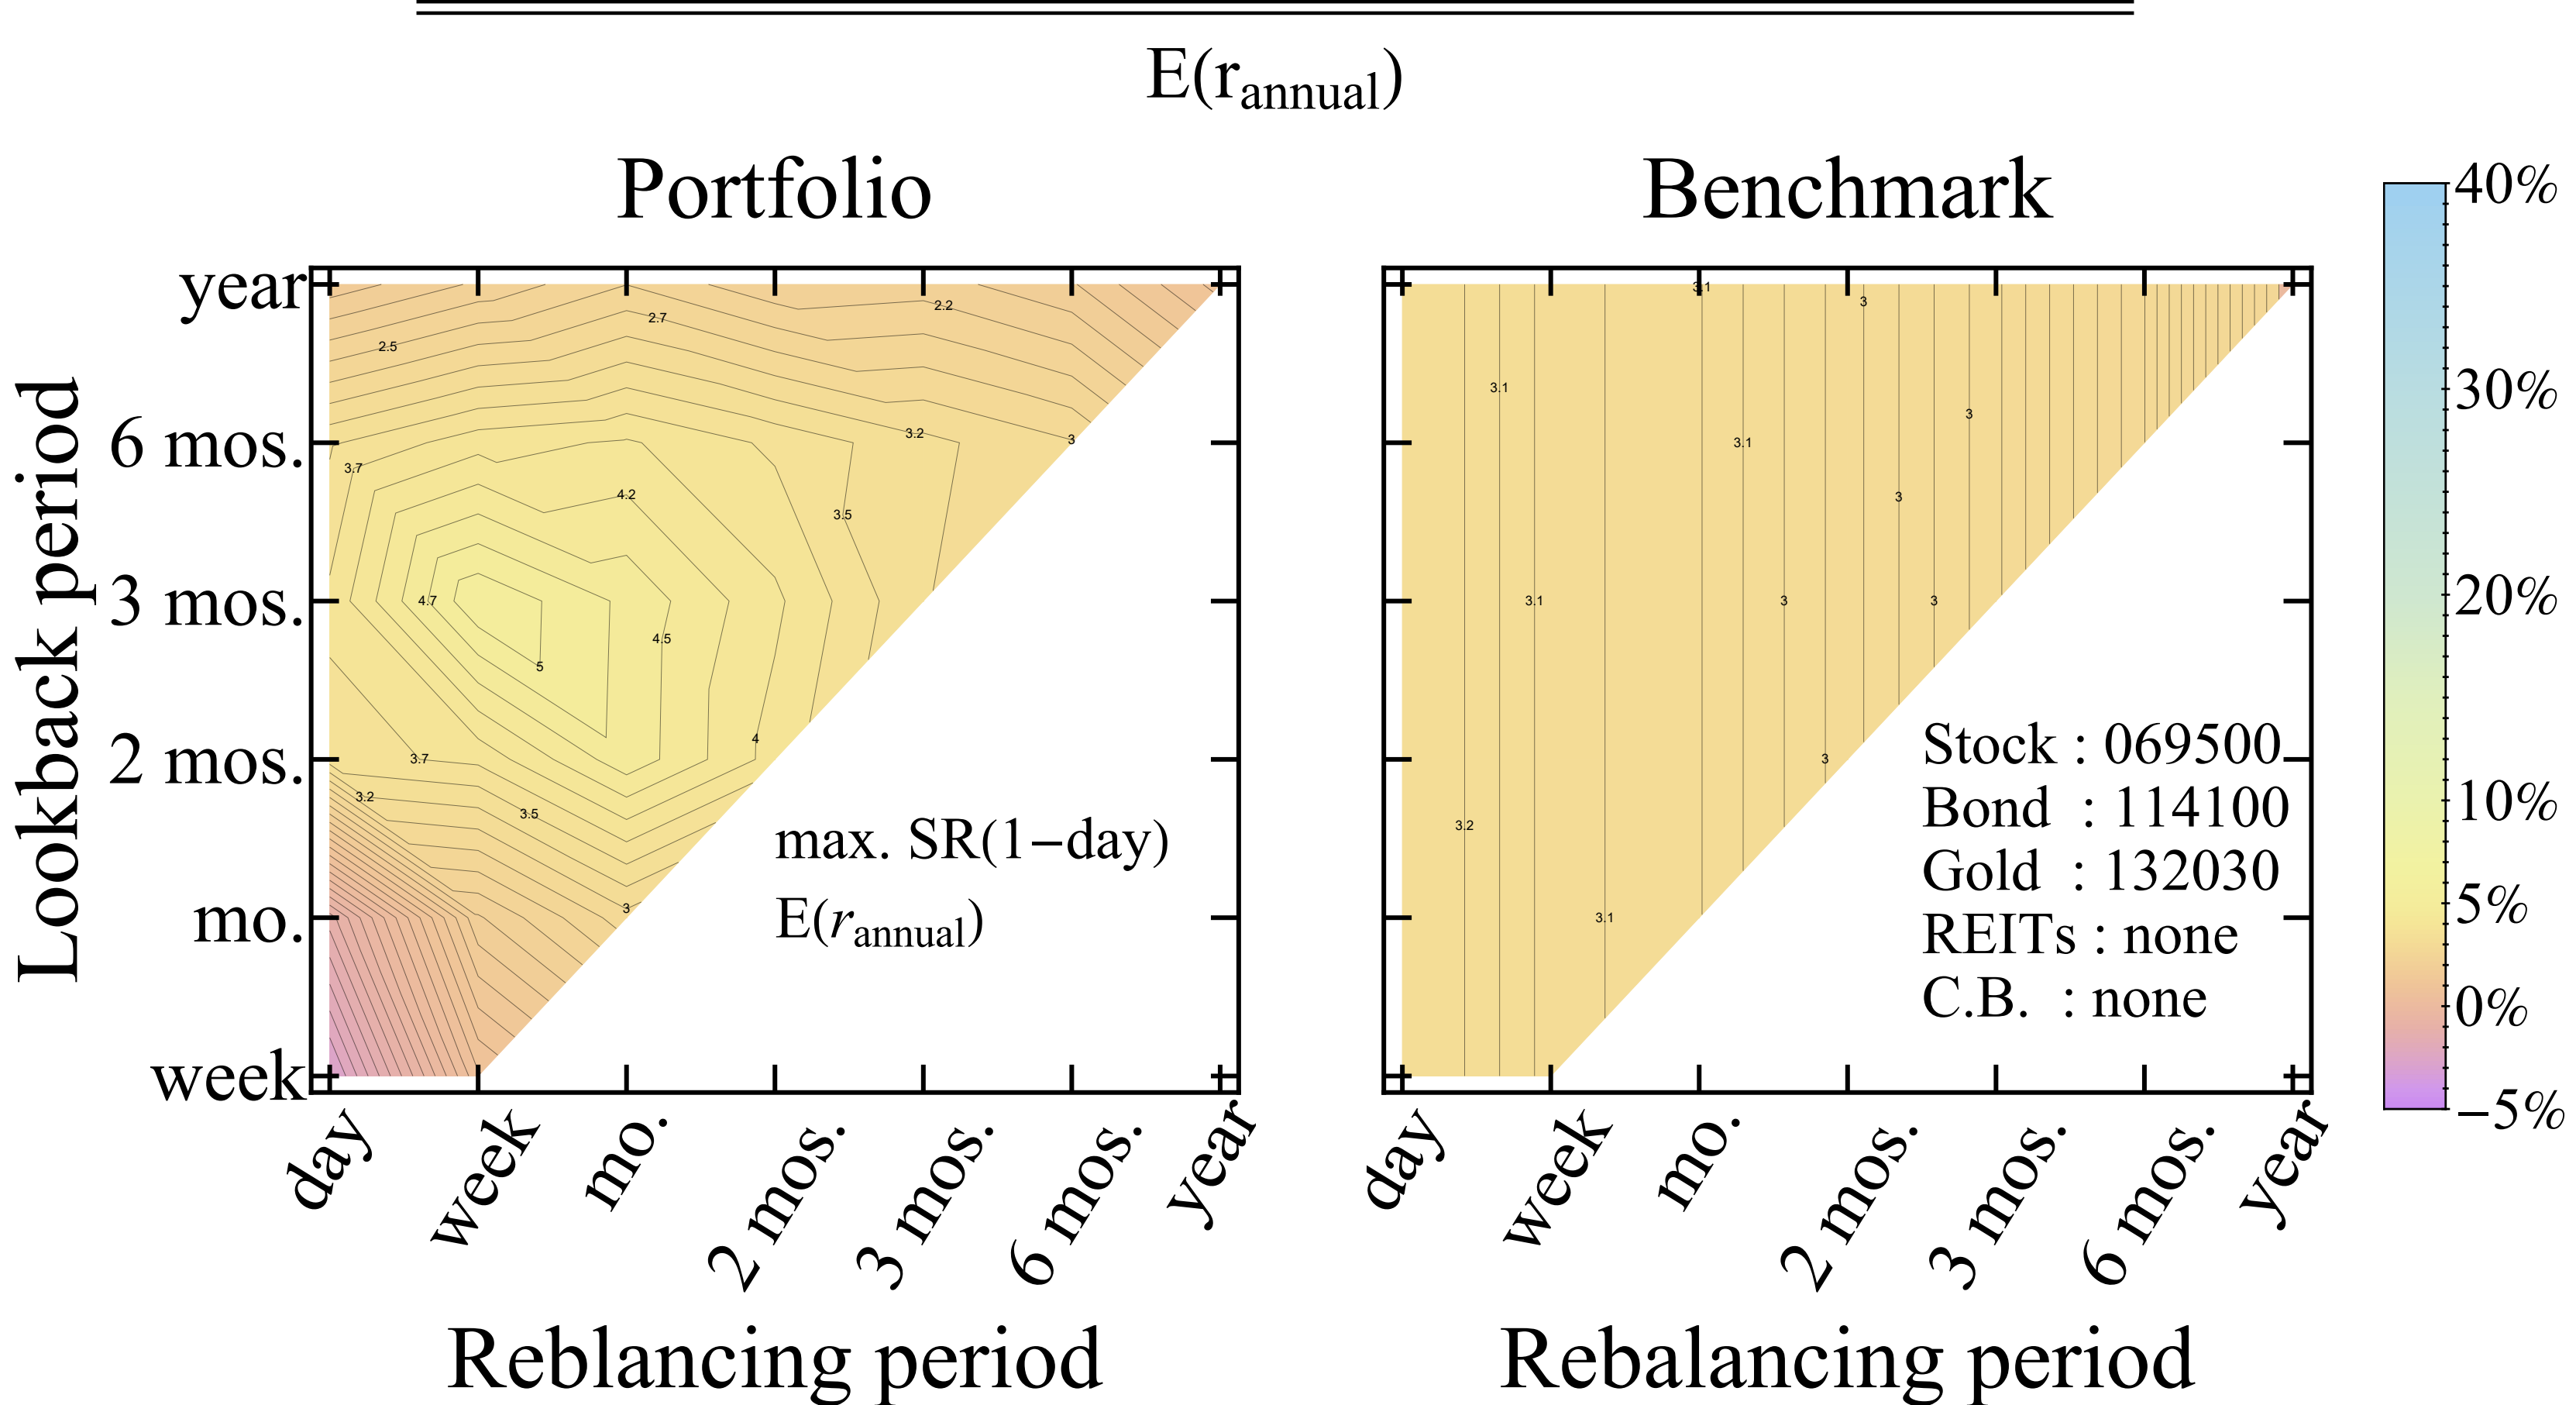 E(r_annual)
Portfolio
Benchmark
Lookback period
year
6 mos.
3 mos.
2 mos.
mo.
week
2.7
2.5
2.2
3.2
3
3.7
4.2
3.5
4.7
4.5
5
4
3.7
3.2
3.5
3
max. SR(1−day)
E(r_annual)
day
week
mo.
2 mos.
3 mos.
6 mos.
year
Reblancing period
3.1
3
3.1
3
3.1
3
3.1
3
3
3
3.2
3.1
Stock : 069500
Bond : 114100
Gold : 132030
REITs : none
C.B. : none
day
week
mo.
2 mos.
3 mos.
6 mos.
year
Rebalancing period
40%
30%
20%
10%
5%
0%
−5%